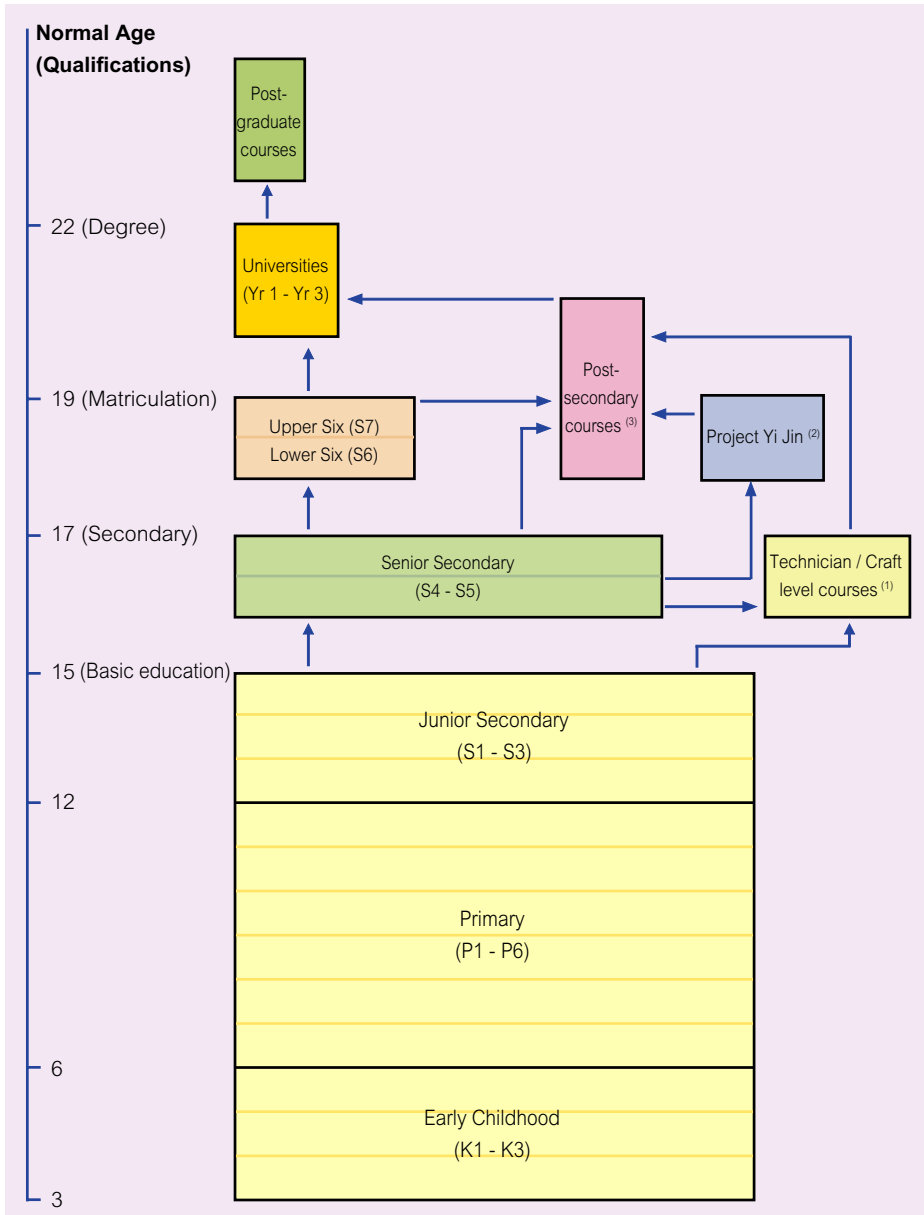 Normal Age
(Qualifications)
Post-
graduate
courses
22 (Degree)
Universities
(Yr 1 - Yr 3)
19 (Matriculation)
Upper Six (S7)
Lower Six (S6)
Post-
secondary
courses (3)
Project Yi Jin (2)
17 (Secondary)
Senior Secondary
(S4 - S5)
Technician / Craft
level courses (1)
15 (Basic education)
Junior Secondary
(S1 - S3)
12
Primary
(P1 - P6)
6
Early Childhood
(K1 - K3)
3